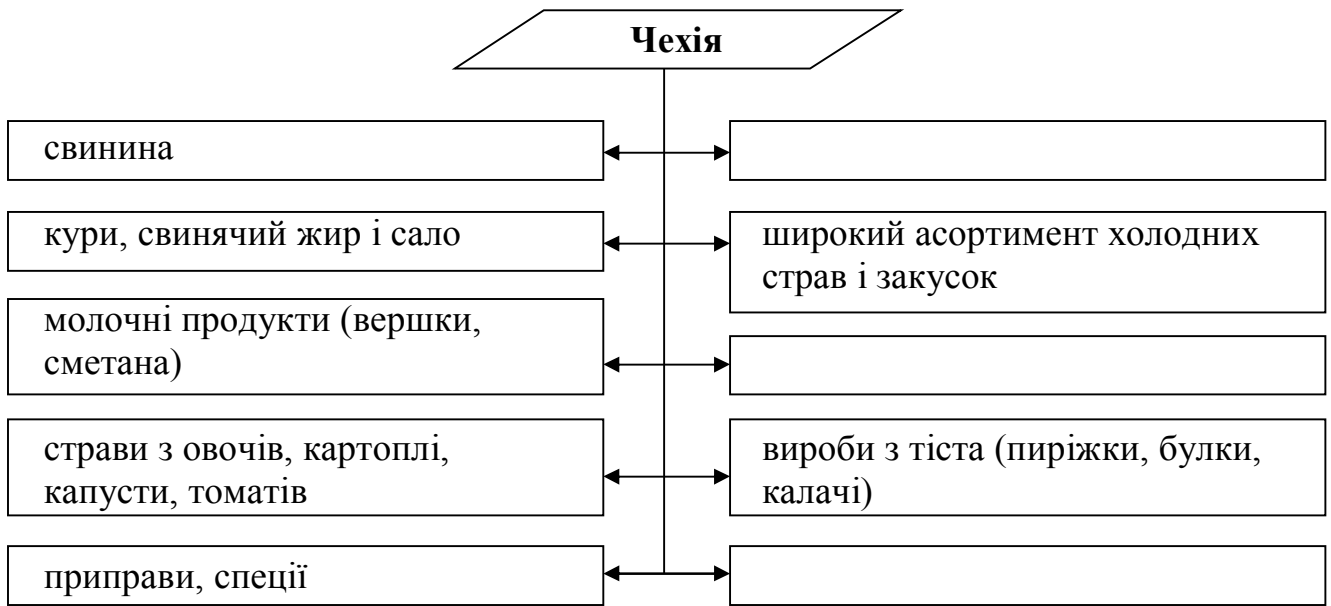 Чехія
свинина
кури, свинячий жир і сало
широкий асортимент холодних
страв і закусок
молочні продукти (вершки,
сметана)
страви з овочів, картоплі,
капусти, томатів
вироби з тіста (пиріжки, булки,
калачі)
приправи, спеції